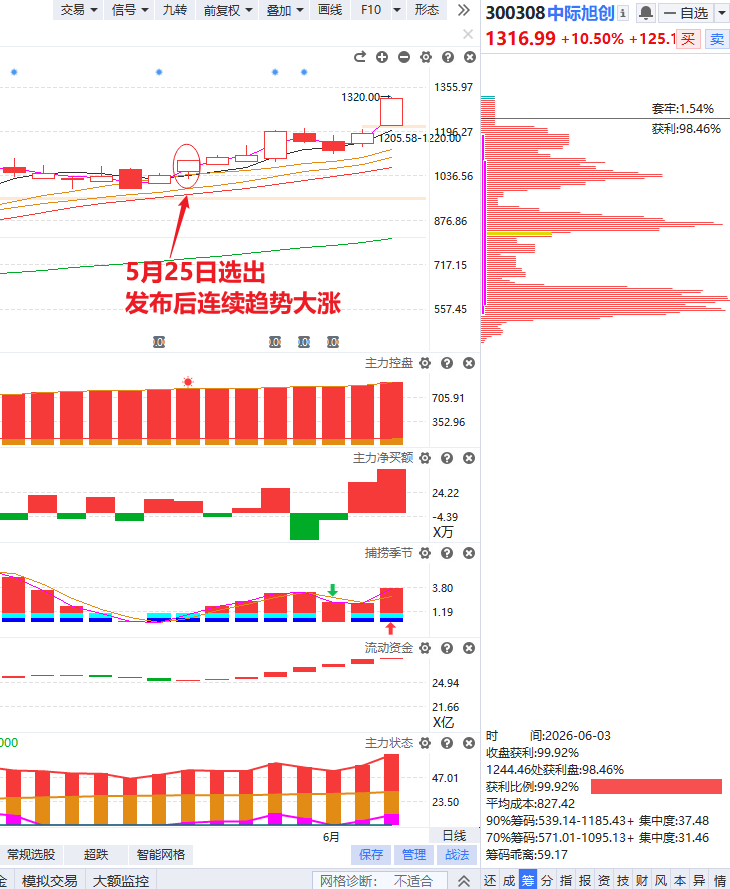 交易 信号 九转 前复权 叠加 画线 F10 形态
300308 中际旭创 自选
1316.99 +10.50% +125.1 买 卖
1355.97
1320.00
套牢:1.54%
1196.27
1205.58-1220.00
获利:98.46%
1036.56
876.86
5月25日选出
717.15
发布后连续趋势大涨
557.45
主力控盘
705.91
352.96
主力净买额
24.22
-4.39
X万
捕捞季节
3.80
1.19
流动资金
24.94
21.66
X亿
时 间:2026-06-03
000 主力状态
收盘获利:99.92%
1244.46处获利盘:98.46%
47.01
获利比例:99.92%
23.50
平均成本:827.42
90%筹码:539.14-1185.43+ 集中度:37.48
6月 日线
70%筹码:571.01-1095.13+ 集中度:31.46
常规选股 超跌 智能网格 保存 管理 战法
筹码乖离:59.17
金 模拟交易 大额监控 网格诊断: 不适合
还 成 筹 分 指 报 资 技 财 风 本 异 情